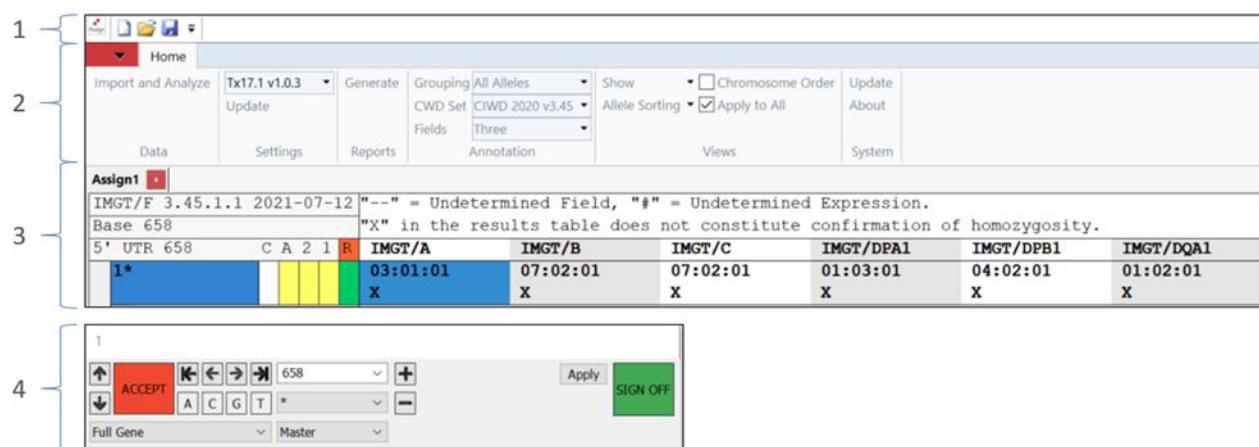 1
2
Home
Import and Analyze Tx17.1 v1.0.3 Generate Grouping All Alleles Show Chromosome Order Update
Update CWD Set CIWD 2020 v3.45 Allele Sorting Apply to All About
Fields Three
Data Settings Reports Annotation Views System
3
Assign1 x
IMGT/F 3.45.1.1 2021-07-12 "--" = Undetermined Field, "#" = Undetermined Expression.
Base 658 "X" in the results table does not constitute confirmation of homozygosity.
5' UTR 658 C A 2 1 R IMGT/A IMGT/B IMGT/C IMGT/DPA1 IMGT/DPB1 IMGT/DQA1
1* 03:01:01 07:02:01 07:02:01 01:03:01 04:02:01 01:02:01
X X X X X X
4
1
ACCEPT 658 + Apply SIGN OFF
A C G T * -
Full Gene Master